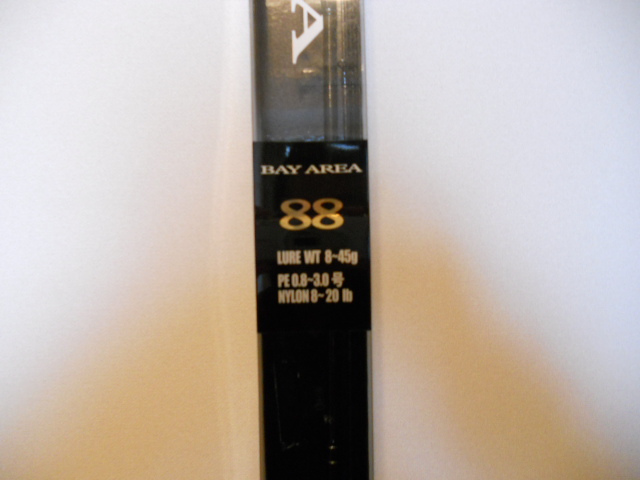 A
BAY AREA
88
LURE WT 8~45g
PE 0.8~3.0 号
NYLON 8~20 lb